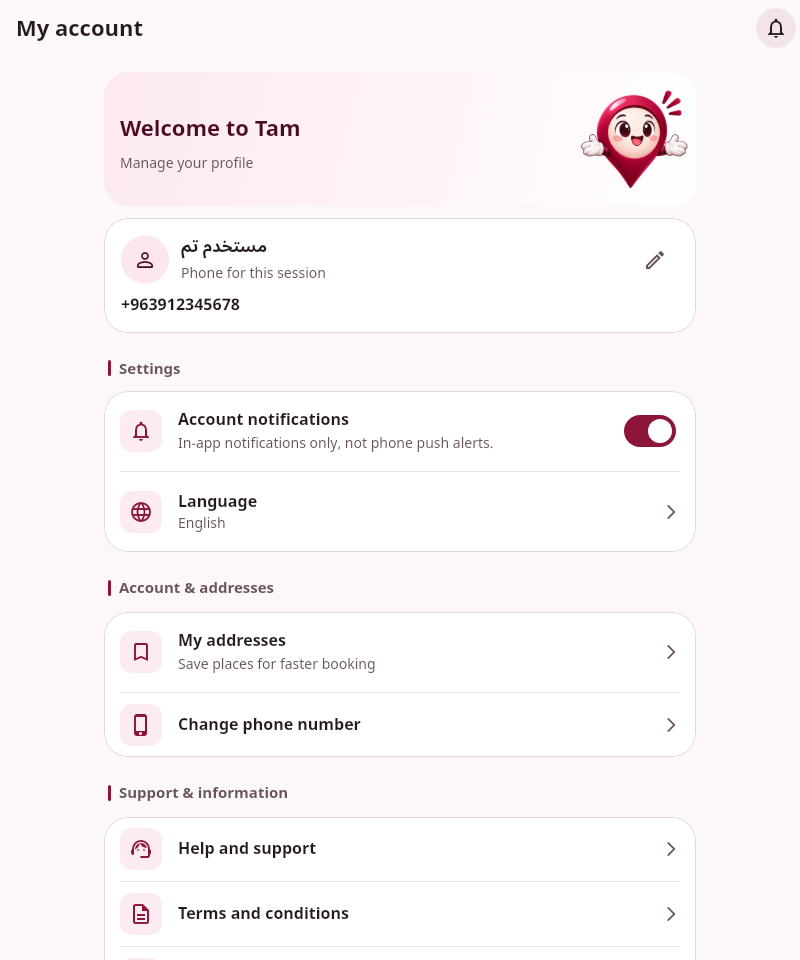 My account
Welcome to Tam
Manage your profile
مستخدم تم
Phone for this session
+963912345678
Settings
Account notifications
In-app notifications only, not phone push alerts.
Language
English
Account & addresses
My addresses
Save places for faster booking
Change phone number
Support & information
Help and support
Terms and conditions